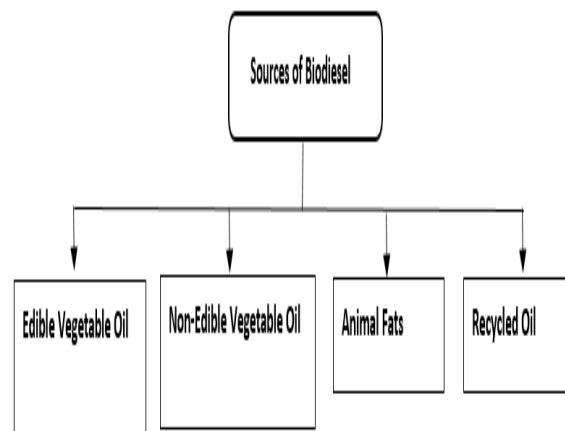 Sources of Biodiesel
Edible Vegetable Oil
Non-Edible Vegetable Oil
Animal Fats
Recycled Oil